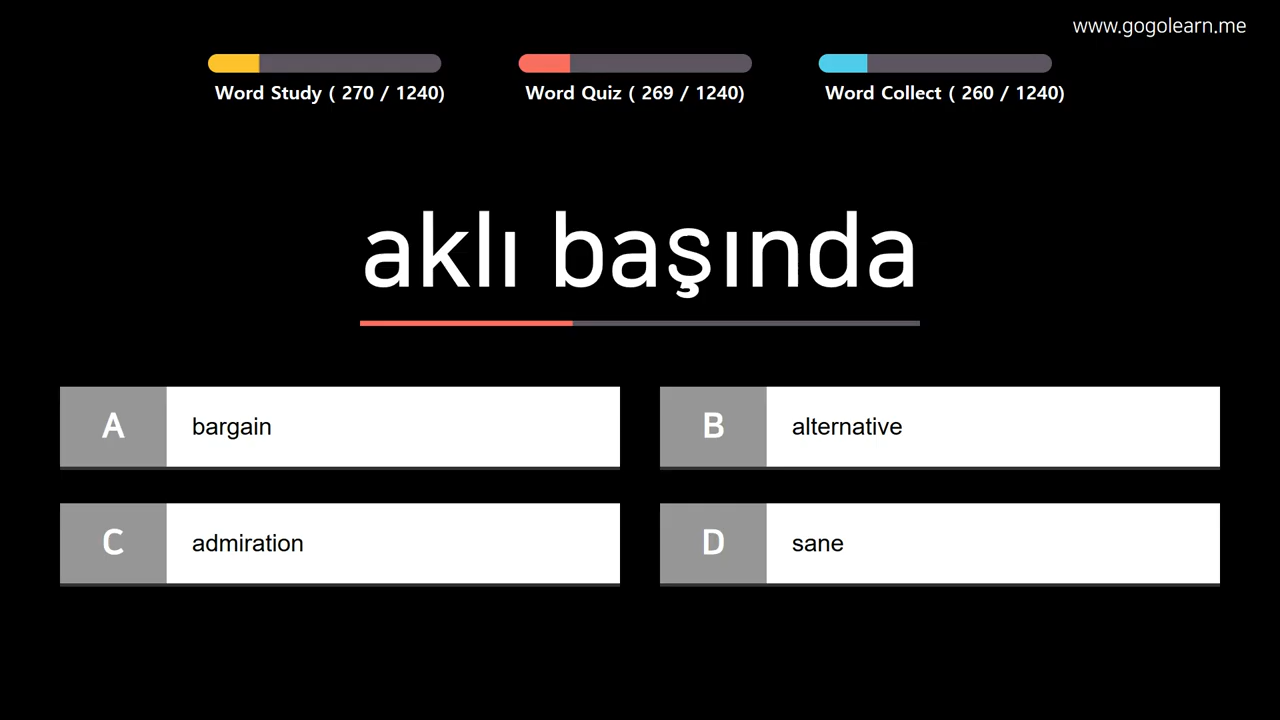 www.gogolearn.me
Word Study ( 270 / 1240)
Word Quiz ( 269 / 1240)
Word Collect ( 260 / 1240)
aklı başında
A bargain
B alternative
C admiration
D sane